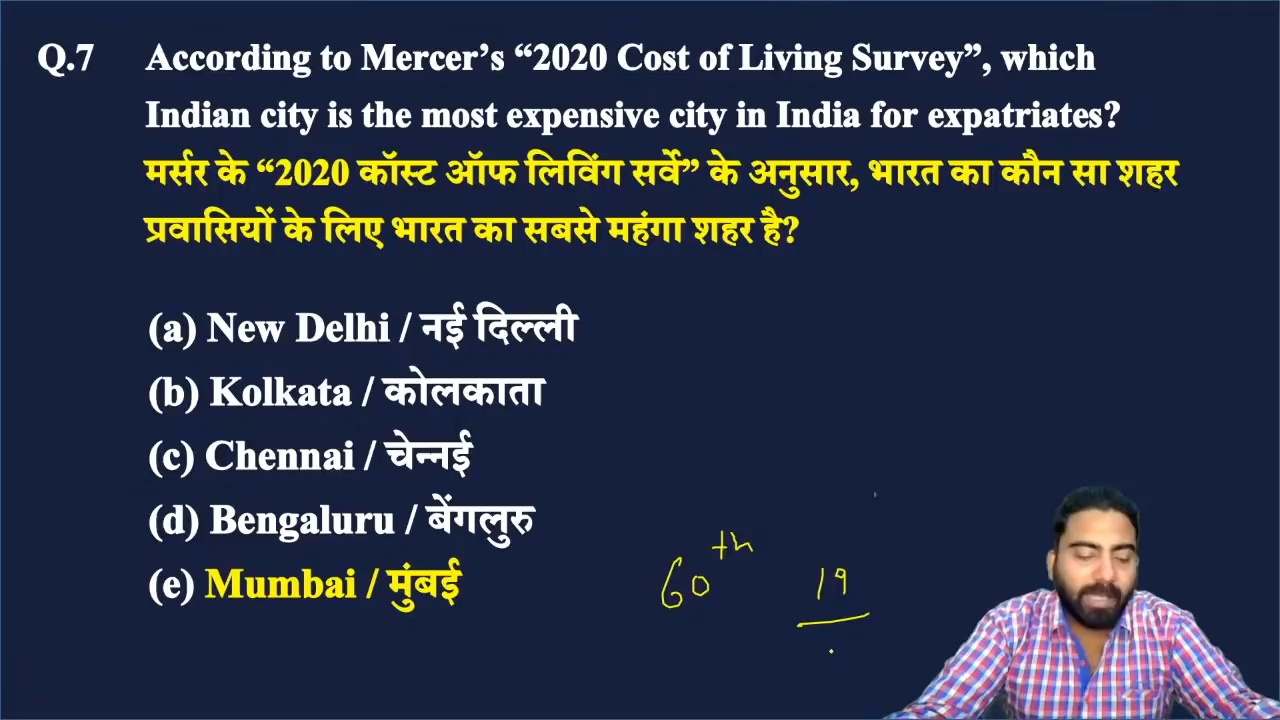 Q.7 According to Mercer’s “2020 Cost of Living Survey”, which
Indian city is the most expensive city in India for expatriates?
मर्सर के “2020 कॉस्ट ऑफ लिविंग सर्वे” के अनुसार, भारत का कौन सा शहर
प्रवासियों के लिए भारत का सबसे महंगा शहर है?
(a) New Delhi / नई दिल्ली
(b) Kolkata / कोलकाता
(c) Chennai / चेन्नई
(d) Bengaluru / बेंगलुरु
(e) Mumbai / मुंबई
60th 19